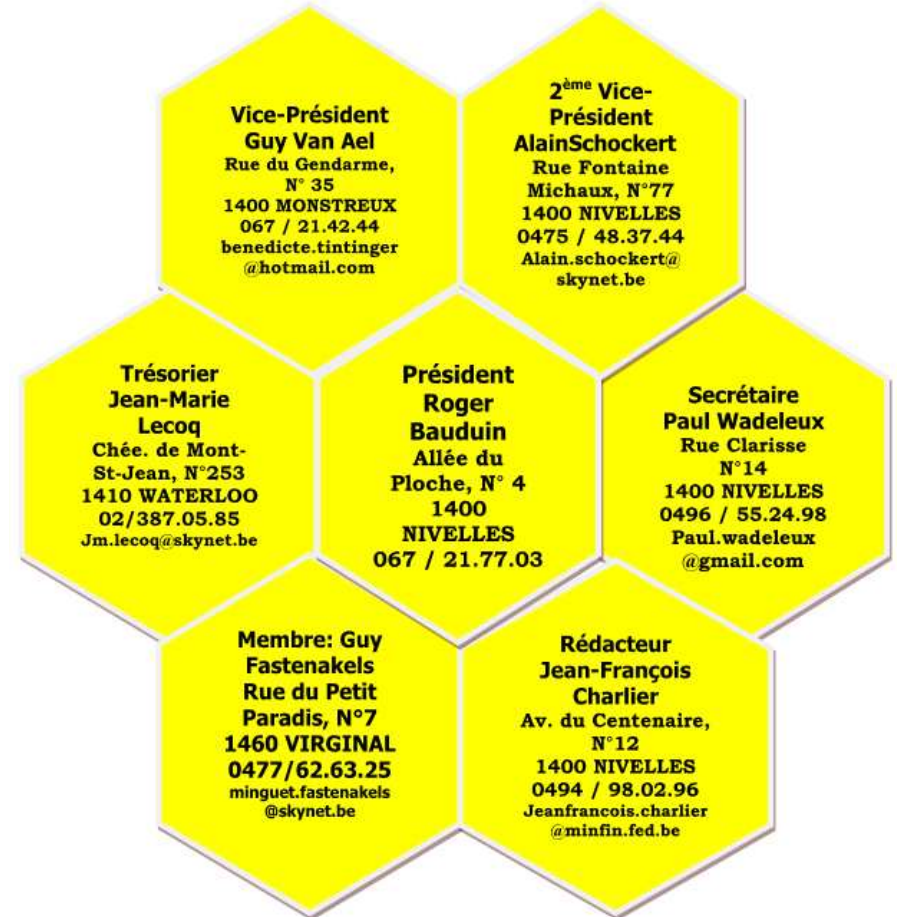 Vice-Président
Guy Van Ael
Rue du Gendarme,
N° 35
1400 MONSTREUX
067 / 21.42.44
benedicte.tintinger
@hotmail.com
2ème Vice-
Président
AlainSchockert
Rue Fontaine
Michaux, N°77
1400 NIVELLES
0475 / 48.37.44
Alain.schockert@
skynet.be
Trésorier
Jean-Marie
Lecoq
Chée. de Mont-
St-Jean, N°253
1410 WATERLOO
02/387.05.85
Jm.lecoq@skynet.be
Président
Roger
Bauduin
Allée du
Ploche, N° 4
1400
NIVELLES
067 / 21.77.03
Secrétaire
Paul Wadeleux
Rue Clarisse
N°14
1400 NIVELLES
0496 / 55.24.98
Paul.wadeleux
@gmail.com
Membre: Guy
Fastenakels
Rue du Petit
Paradis, N°7
1460 VIRGINAL
0477/62.63.25
minguet.fastenakels
@skynet.be
Rédacteur
Jean-François
Charlier
Av. du Centenaire,
N°12
1400 NIVELLES
0494 / 98.02.96
Jeanfrancois.charlier
@minfin.fed.be